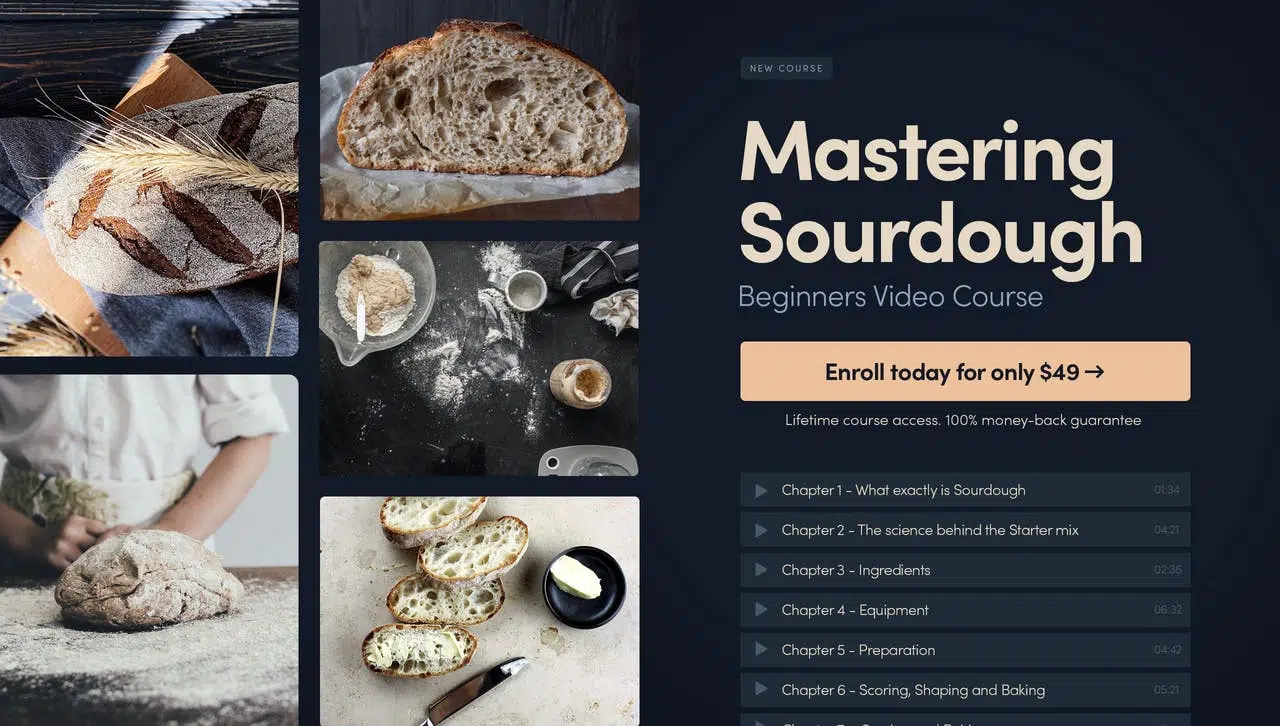 NEW COURSE
Mastering
Sourdough
Beginners Video Course
Enroll today for only $49 →
Lifetime course access. 100% money-back guarantee
Chapter 1 - What exactly is Sourdough 01:34
Chapter 2 - The science behind the Starter mix 04:21
Chapter 3 - Ingredients 02:35
Chapter 4 - Equipment 06:32
Chapter 5 - Preparation 04:42
Chapter 6 - Scoring, Shaping and Baking 05:21